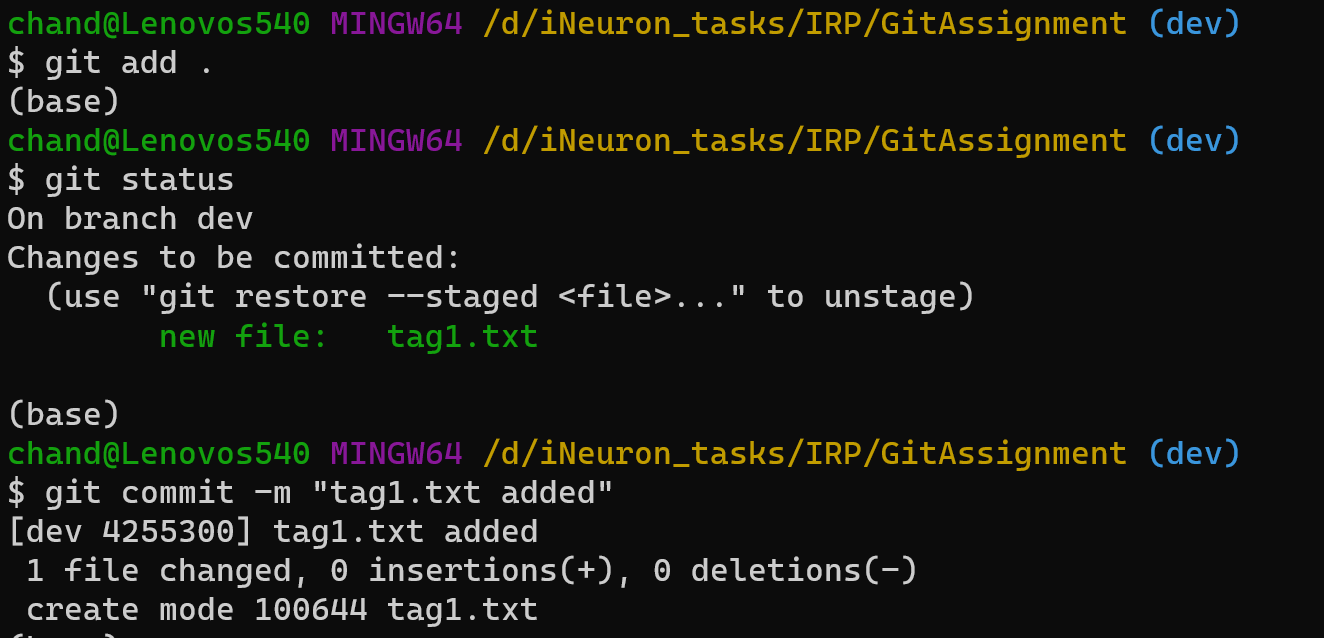 chand@Lenovos540 MINGW64 /d/iNeuron_tasks/IRP/GitAssignment (dev)
$ git add .
(base)
chand@Lenovos540 MINGW64 /d/iNeuron_tasks/IRP/GitAssignment (dev)
$ git status
On branch dev
Changes to be committed:
  (use "git restore --staged <file>..." to unstage)
        new file:   tag1.txt

(base)
chand@Lenovos540 MINGW64 /d/iNeuron_tasks/IRP/GitAssignment (dev)
$ git commit -m "tag1.txt added"
[dev 4255300] tag1.txt added
 1 file changed, 0 insertions(+), 0 deletions(-)
 create mode 100644 tag1.txt